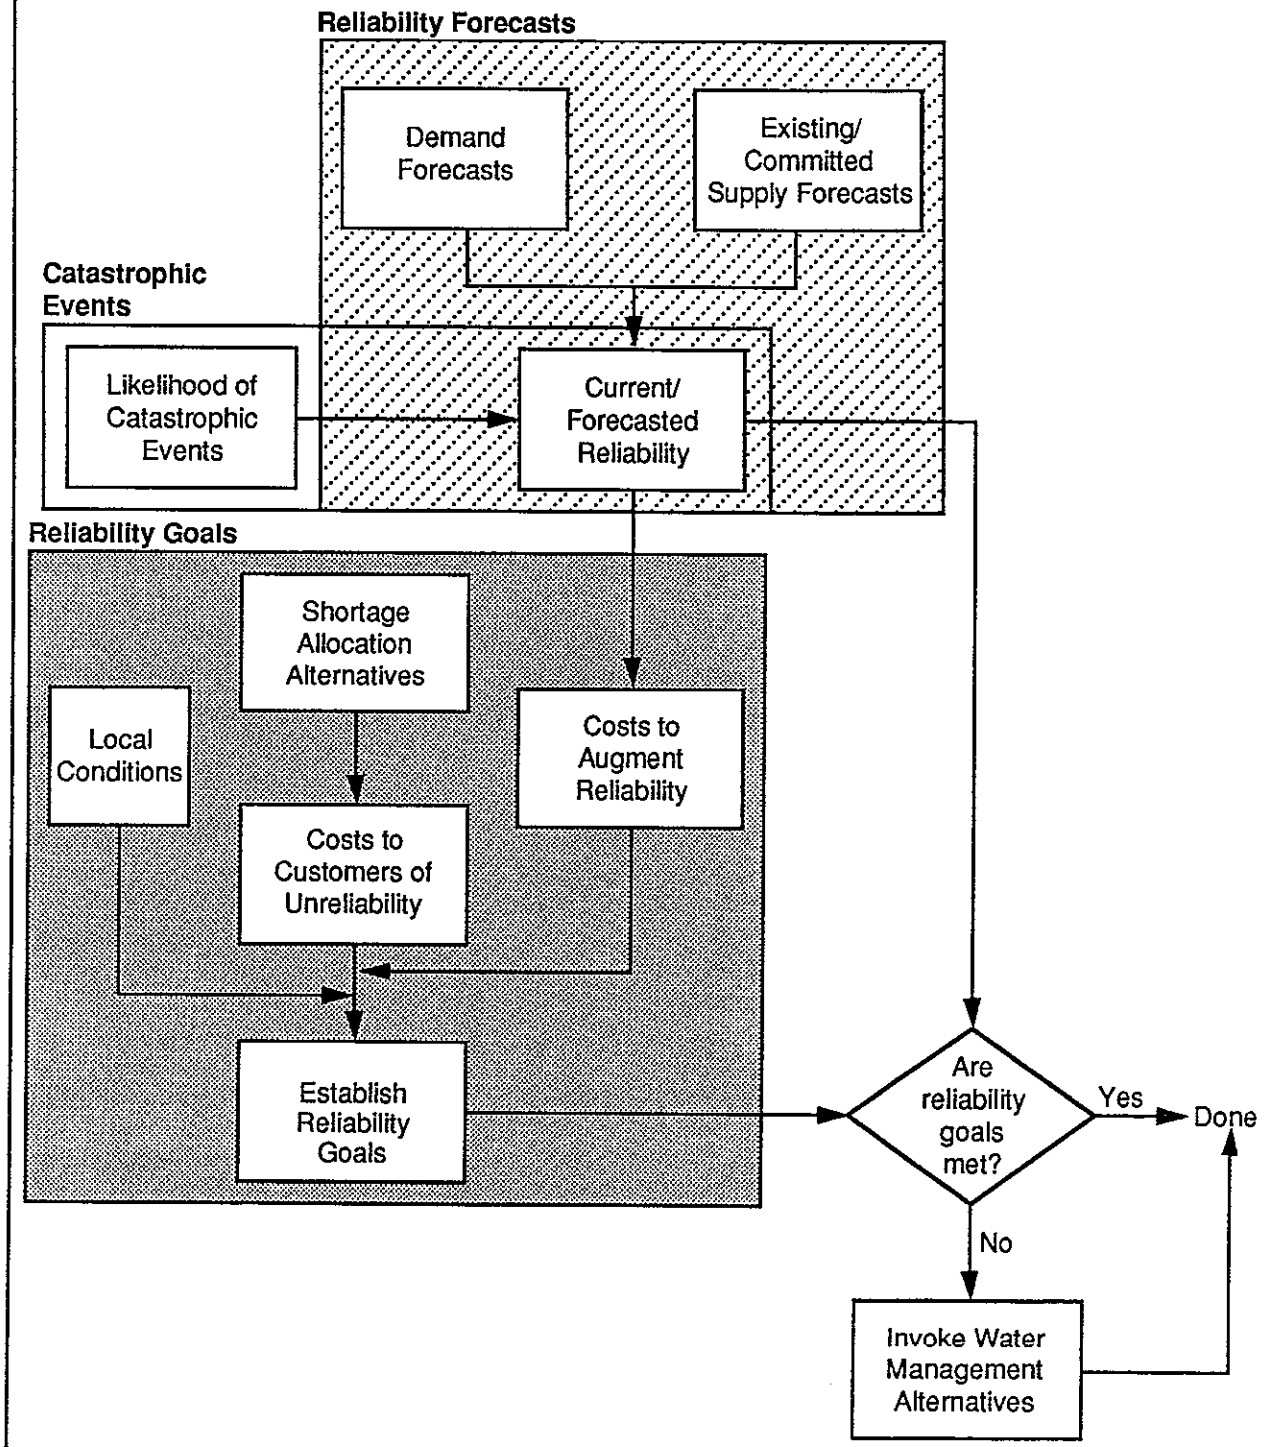 Reliability Forecasts
Demand
Forecasts
Existing/
Committed
Supply Forecasts
Catastrophic
Events
Likelihood of
Catastrophic
Events
Current/
Forecasted
Reliability
Reliability Goals
Shortage
Allocation
Alternatives
Local
Conditions
Costs to
Augment
Reliability
Costs to
Customers of
Unreliability
Establish
Reliability
Goals
Are
reliability
goals
met?
Yes
Done
No
Invoke Water
Management
Alternatives